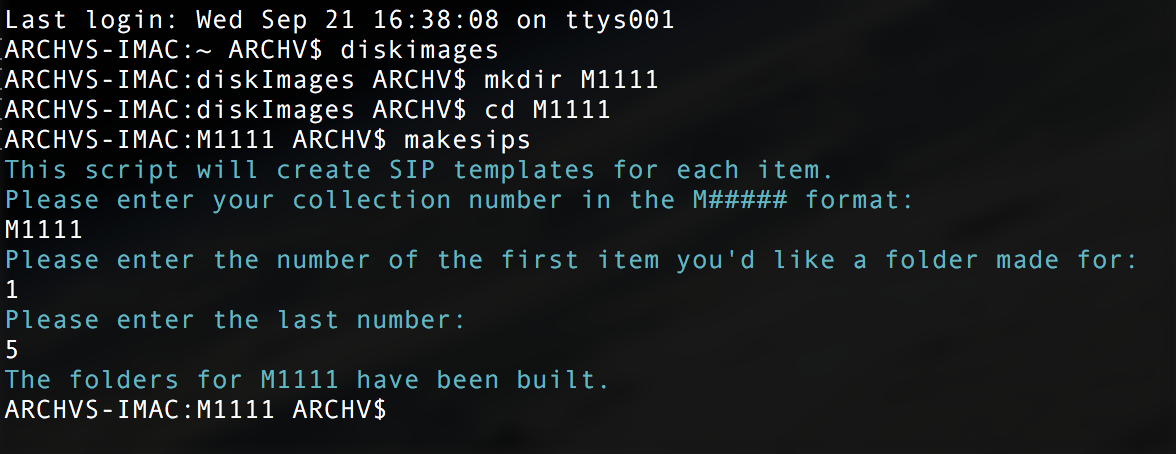 Last login: Wed Sep 21 16:38:08 on ttys001
ARCHVS-IMAC:~ ARCHV$ diskimages
ARCHVS-IMAC:diskImages ARCHV$ mkdir M1111
ARCHVS-IMAC:diskImages ARCHV$ cd M1111
ARCHVS-IMAC:M1111 ARCHV$ makesips
This script will create SIP templates for each item.
Please enter your collection number in the M##### format:
M1111
Please enter the number of the first item you'd like a folder made for:
1
Please enter the last number:
5
The folders for M1111 have been built.
ARCHVS-IMAC:M1111 ARCHV$